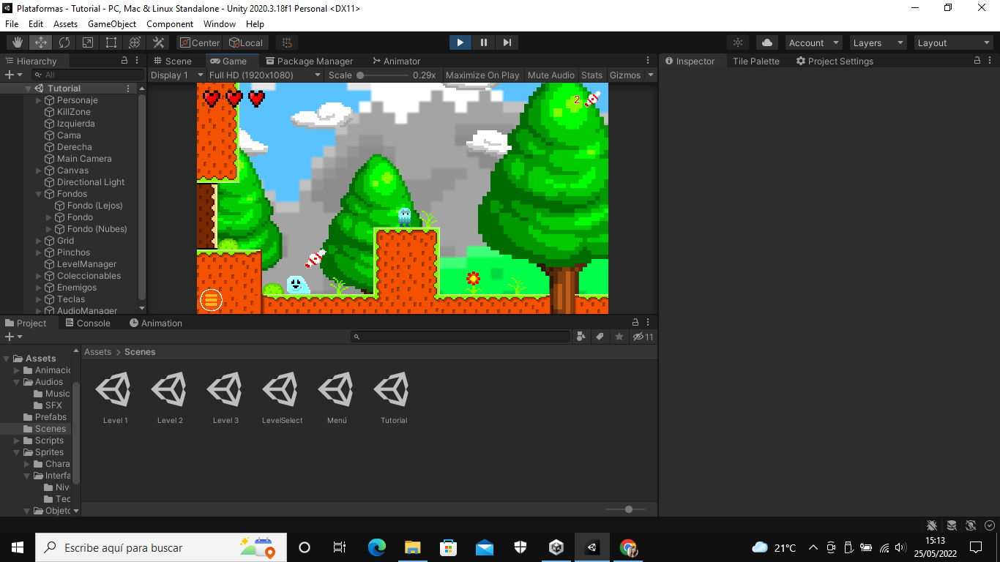 Plataformas - Tutorial - PC, Mac & Linux Standalone - Unity 2020.3.18f1 Personal <DX11>
File Edit Assets GameObject Component Window Help
Center Local Account Layers Layout
Hierarchy Scene Game Package Manager Animator Inspector Tile Palette Project Settings
All Display 1 Full HD (1920x1080) Scale 0.29x Maximize On Play Mute Audio Stats Gizmos
Tutorial
Personaje
KillZone
Izquierda
Cama
Derecha
Main Camera
Canvas
Directional Light
Fondos
Fondo (Lejos)
Fondo
Fondo (Nubes)
Grid
Pinchos
LevelManager
Coleccionables
Enemigos
Teclas
AudioManager
2
Project Console Animation
11
Assets
Animacio
Audios
Music
SFX
Prefabs
Scenes
Scripts
Sprites
Chara
Interfa
Niv
Tec
Objeto
Assets > Scenes
Level 1 Level 2 Level 3 LevelSelect Menú Tutorial
Escribe aquí para buscar
21°C
15:13
25/05/2022